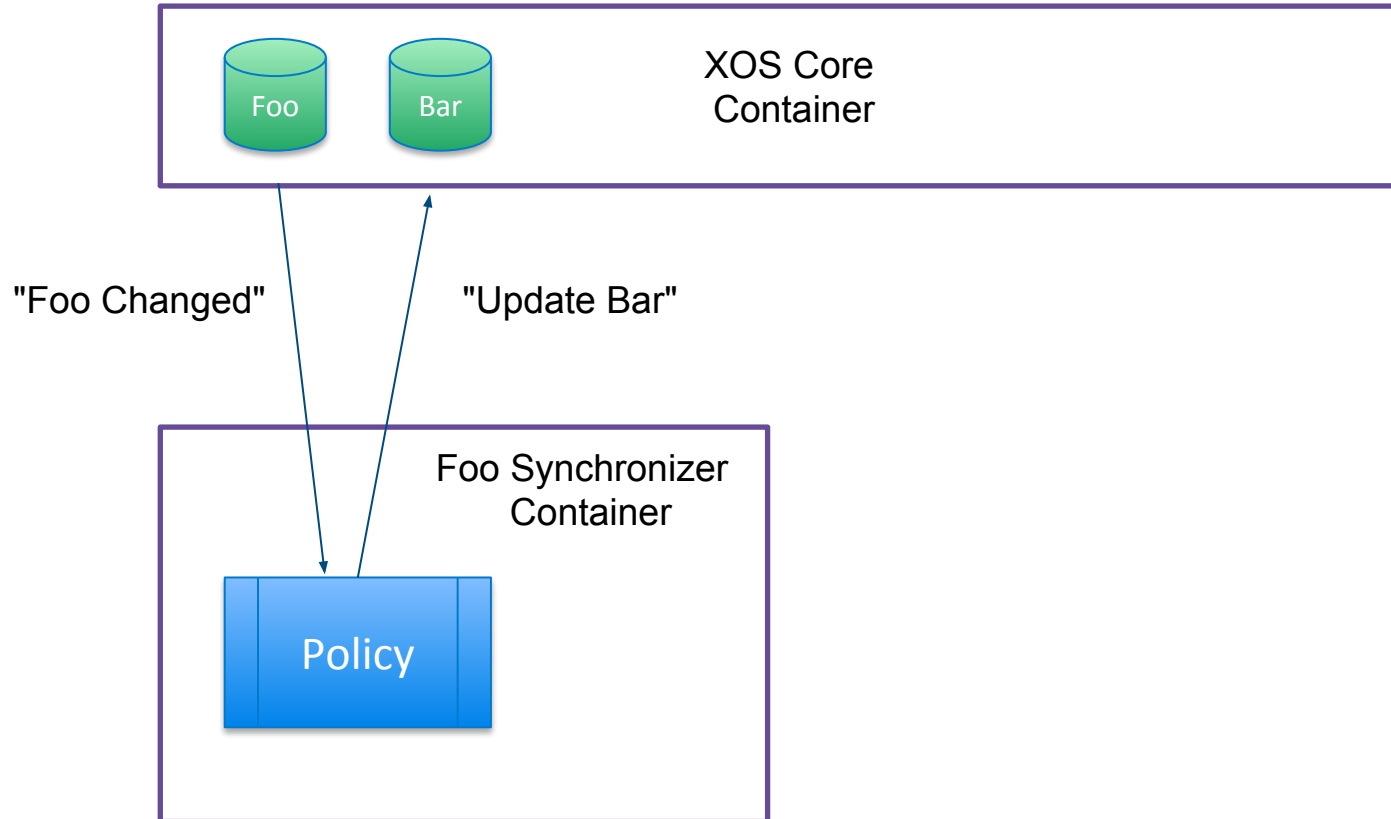 Foo
Bar
XOS Core
Container
"Foo Changed"
"Update Bar"
Foo Synchronizer
Container
Policy